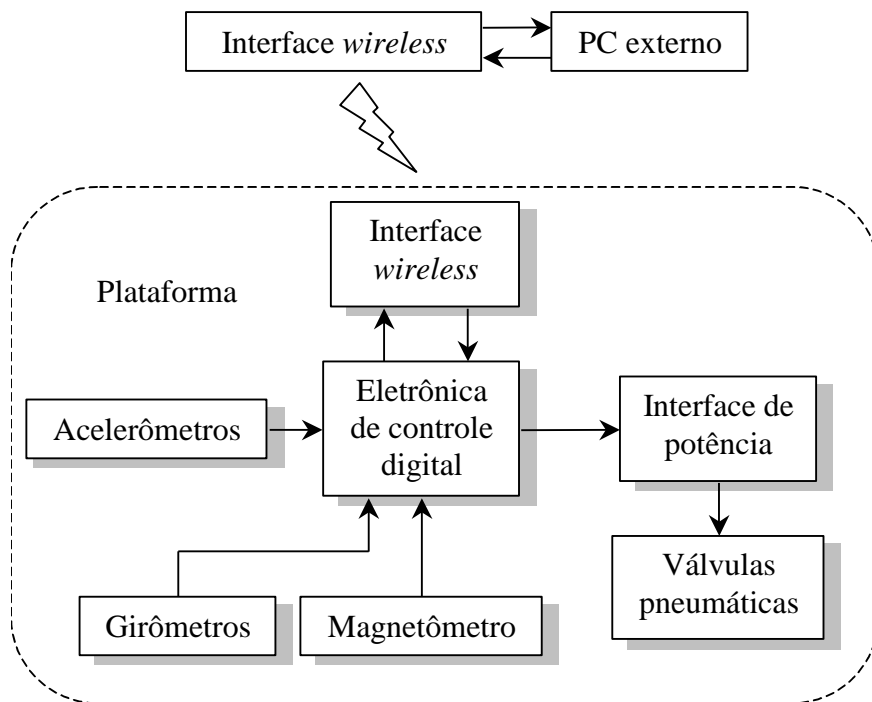 Interface wireless
PC externo
Interface
wireless
Plataforma
Eletrônica
de controle
digital
Acelerômetros
Interface de
potência
Válvulas
pneumáticas
Girômetros
Magnetômetro